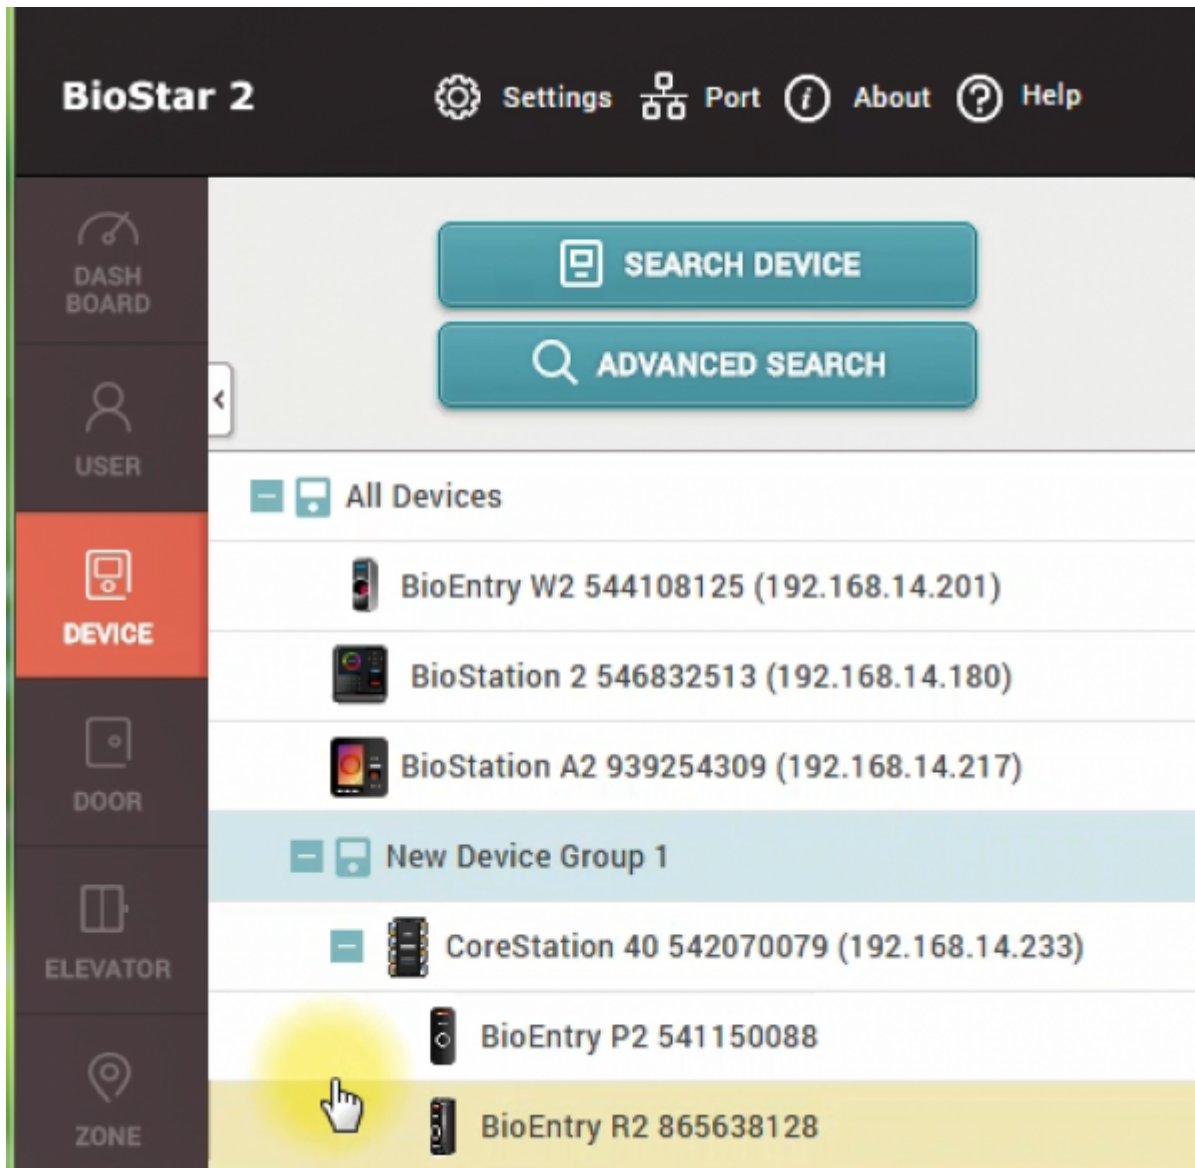 BioStar 2
Settings Port About Help
DASH
BOARD
SEARCH DEVICE
ADVANCED SEARCH
USER
All Devices
BioEntry W2 544108125 (192.168.14.201)
DEVICE
BioStation 2 546832513 (192.168.14.180)
BioStation A2 939254309 (192.168.14.217)
DOOR
New Device Group 1
CoreStation 40 542070079 (192.168.14.233)
ELEVATOR
BioEntry P2 541150088
BioEntry R2 865638128
ZONE